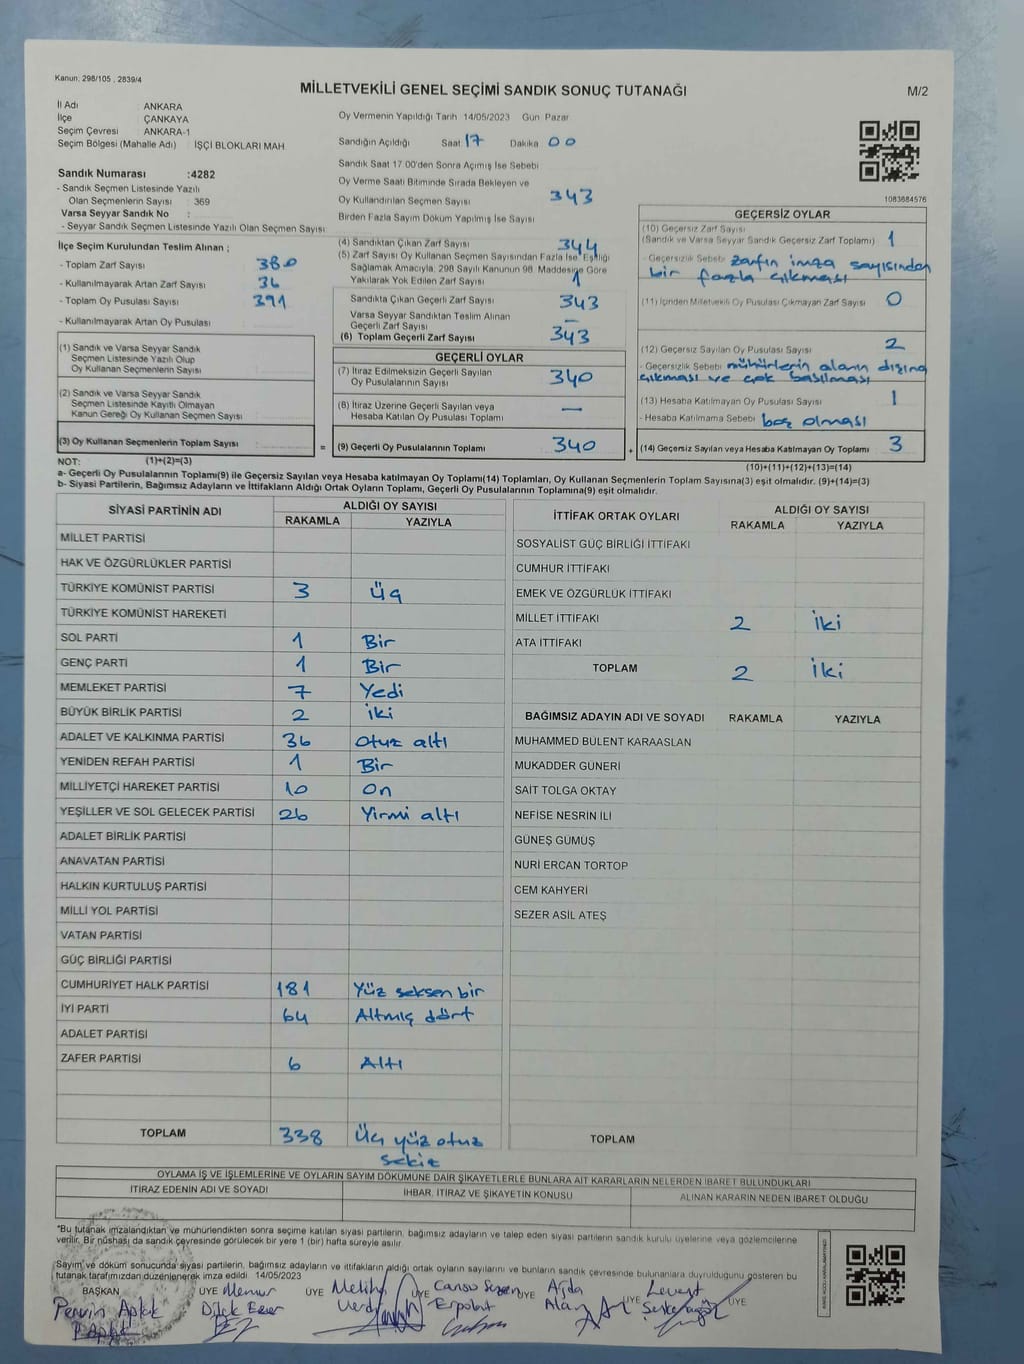 Kanun: 298/105 , 2839/4
MİLLETVEKİLİ GENEL SEÇİMİ SANDIK SONUÇ TUTANAĞI
M/2
İl Adı : ANKARA
İlçe : ÇANKAYA
Seçim Çevresi : ANKARA-1
Seçim Bölgesi (Mahalle Adı) : İŞÇİ BLOKLARI MAH
Sandık Numarası :4282
- Sandık Seçmen Listesinde Yazılı
Olan Seçmenlerin Sayısı : 369
Varsa Seyyar Sandık No :
- Seyyar Sandık Seçmen Listesinde Yazılı Olan Seçmen Sayısı :
İlçe Seçim Kurulundan Teslim Alınan ;
- Toplam Zarf Sayısı : 380
- Kullanılmayarak Artan Zarf Sayısı : 36
- Toplam Oy Pusulası Sayısı : 391
- Kullanılmayarak Artan Oy Pusulası :
(1) Sandık ve Varsa Seyyar Sandık
Seçmen Listesinde Yazılı Olup
Oy Kullanan Seçmenlerin Sayısı :
(2) Sandık ve Varsa Seyyar Sandık
Seçmen Listesinde Kayıtlı Olmayan
Kanun Gereği Oy Kullanan Seçmen Sayısı :
(3) Oy Kullanan Seçmenlerin Toplam Sayısı :
Oy Vermenin Yapıldığı Tarih 14/05/2023 Gün Pazar
Sandığın Açıldığı Saat 17 Dakika 00
Sandık Saat 17.00'den Sonra Açımış İse Sebebi
Oy Verme Saati Bitiminde Sırada Bekleyen ve
Oy Kullandırılan Seçmen Sayısı 343
Birden Fazla Sayım Döküm Yapılmış İse Sayısı
(4) Sandıktan Çıkan Zarf Sayısı 344
(5) Zarf Sayısı Oy Kullanan Seçmen Sayısından Fazla İse Eşitliği
Sağlamak Amacıyla, 298 Sayılı Kanunun 98. Maddesine Göre
Yakılarak Yok Edilen Zarf Sayısı 1
Sandıkta Çıkan Geçerli Zarf Sayısı 343
Varsa Seyyar Sandıktan Teslim Alınan
Geçerli Zarf Sayısı —
(6) Toplam Geçerli Zarf Sayısı 343
GEÇERLİ OYLAR
(7) İtiraz Edilmeksizin Geçerli Sayılan
Oy Pusulasının Sayısı 340
(8) İtiraz Üzerine Geçerli Sayılan veya
Hesaba Katılan Oy Pusulası Toplamı —
= (9) Geçerli Oy Pusulalarının Toplamı 340
1083684576
GEÇERSİZ OYLAR
(10) Geçersiz Zarf Sayısı
(Sandık ve Varsa Seyyar Sandık Geçersiz Zarf Toplamı) 1
- Geçersizlik Sebebi zarfın imza sayısından
bir fazla çıkması
(11) İçinden Milletvekili Oy Pusulası Çıkmayan Zarf Sayısı 0
(12) Geçersiz Sayılan Oy Pusulası Sayısı 2
- Geçersizlik Sebebi mühürlerin alanın dışına
çıkması ve çok basılması
(13) Hesaba Katılmayan Oy Pusulası Sayısı 1
- Hesaba Katılmama Sebebi boş olması
+ (14) Geçersiz Sayılan veya Hesaba Katılmayan Oy Toplamı 3
NOT: (1)+(2)=(3)
(10)+(11)+(12)+(13)=(14)
a- Geçerli Oy Pusulalarının Toplamı(9) ile Geçersiz Sayılan veya Hesaba katılmayan Oy Toplamı(14) Toplamları, Oy Kullanan Seçmenlerin Toplam Sayısına(3) eşit olmalıdır. (9)+(14)=(3)
b- Siyasi Partilerin, Bağımsız Adayların ve İttifakların Aldığı Ortak Oyların Toplamı, Geçerli Oy Pusulalarının Toplamına(9) eşit olmalıdır.
SİYASİ PARTİNİN ADI ALDIĞI OY SAYISI
RAKAMLA YAZIYLA
MİLLET PARTİSİ
HAK VE ÖZGÜRLÜKLER PARTİSİ
TÜRKİYE KOMÜNİST PARTİSİ 3 Üç
TÜRKİYE KOMÜNİST HAREKETİ
SOL PARTİ 1 Bir
GENÇ PARTİ 1 Bir
MEMLEKET PARTİSİ 7 Yedi
BÜYÜK BİRLİK PARTİSİ 2 iki
ADALET VE KALKINMA PARTİSİ 36 Otuz altı
YENİDEN REFAH PARTİSİ 1 Bir
MİLLİYETÇİ HAREKET PARTİSİ 10 On
YEŞİLLER VE SOL GELECEK PARTİSİ 26 Yirmi altı
ADALET BİRLİK PARTİSİ
ANAVATAN PARTİSİ
HALKIN KURTULUŞ PARTİSİ
MİLLİ YOL PARTİSİ
VATAN PARTİSİ
GÜÇ BİRLİĞİ PARTİSİ
CUMHURİYET HALK PARTİSİ 181 Yüz seksen bir
İYİ PARTİ 64 Altmış dört
ADALET PARTİSİ
ZAFER PARTİSİ 6 Altı
TOPLAM 338 Üç yüz otuz
sekiz
İTTİFAK ORTAK OYLARI ALDIĞI OY SAYISI
RAKAMLA YAZIYLA
SOSYALİST GÜÇ BİRLİĞİ İTTİFAKI
CUMHUR İTTİFAKI
EMEK VE ÖZGÜRLÜK İTTİFAKI
MİLLET İTTİFAKI 2 İki
ATA İTTİFAKI
TOPLAM 2 İki
BAĞIMSIZ ADAYIN ADI VE SOYADI RAKAMLA YAZIYLA
MUHAMMED BÜLENT KARAASLAN
MUKADDER GÜNERİ
SAİT TOLGA OKTAY
NEFİSE NESRİN İLİ
GÜNEŞ GÜMÜŞ
NURİ ERCAN TORTOP
CEM KAHYERİ
SEZER ASİL ATEŞ
TOPLAM
OYLAMA İŞ VE İŞLEMLERİNE VE OYLARIN SAYIM DÖKÜMÜNE DAİR ŞİKAYETLERLE BUNLARA AİT KARARLARIN NELERDEN İBARET BULUNDUKLARI
İTİRAZ EDENİN ADI VE SOYADI İHBAR, İTİRAZ VE ŞİKAYETİN KONUSU ALINAN KARARIN NEDEN İBARET OLDUĞU
*Bu tutanak imzalandıktan ve mühürlendikten sonra seçime katılan siyasi partilerin, bağımsız adayların ve talep eden siyasi partilerin sandık kurulu üyelerine veya gözlemcilerine
verilir. Bir nüshası da sandık çevresinde görülecek bir yere 1 (bir) hafta süreyle asılır.
Sayım ve döküm sonucunda siyasi partilerin, bağımsız adayların ve ittifakların aldığı ortak oyların sayılarını ve bunların sandık çevresinde bulunanlara duyrulduğunu gösteren bu
tutanak tarafımızdan düzenlenerek imza edildi. 14/05/2023
BAŞKAN ÜYE Memur ÜYE Melih ÜYE Cansu Sezen ÜYE Ajda ÜYE Levent ÜYE
Dilek Eser Erpolat Alan